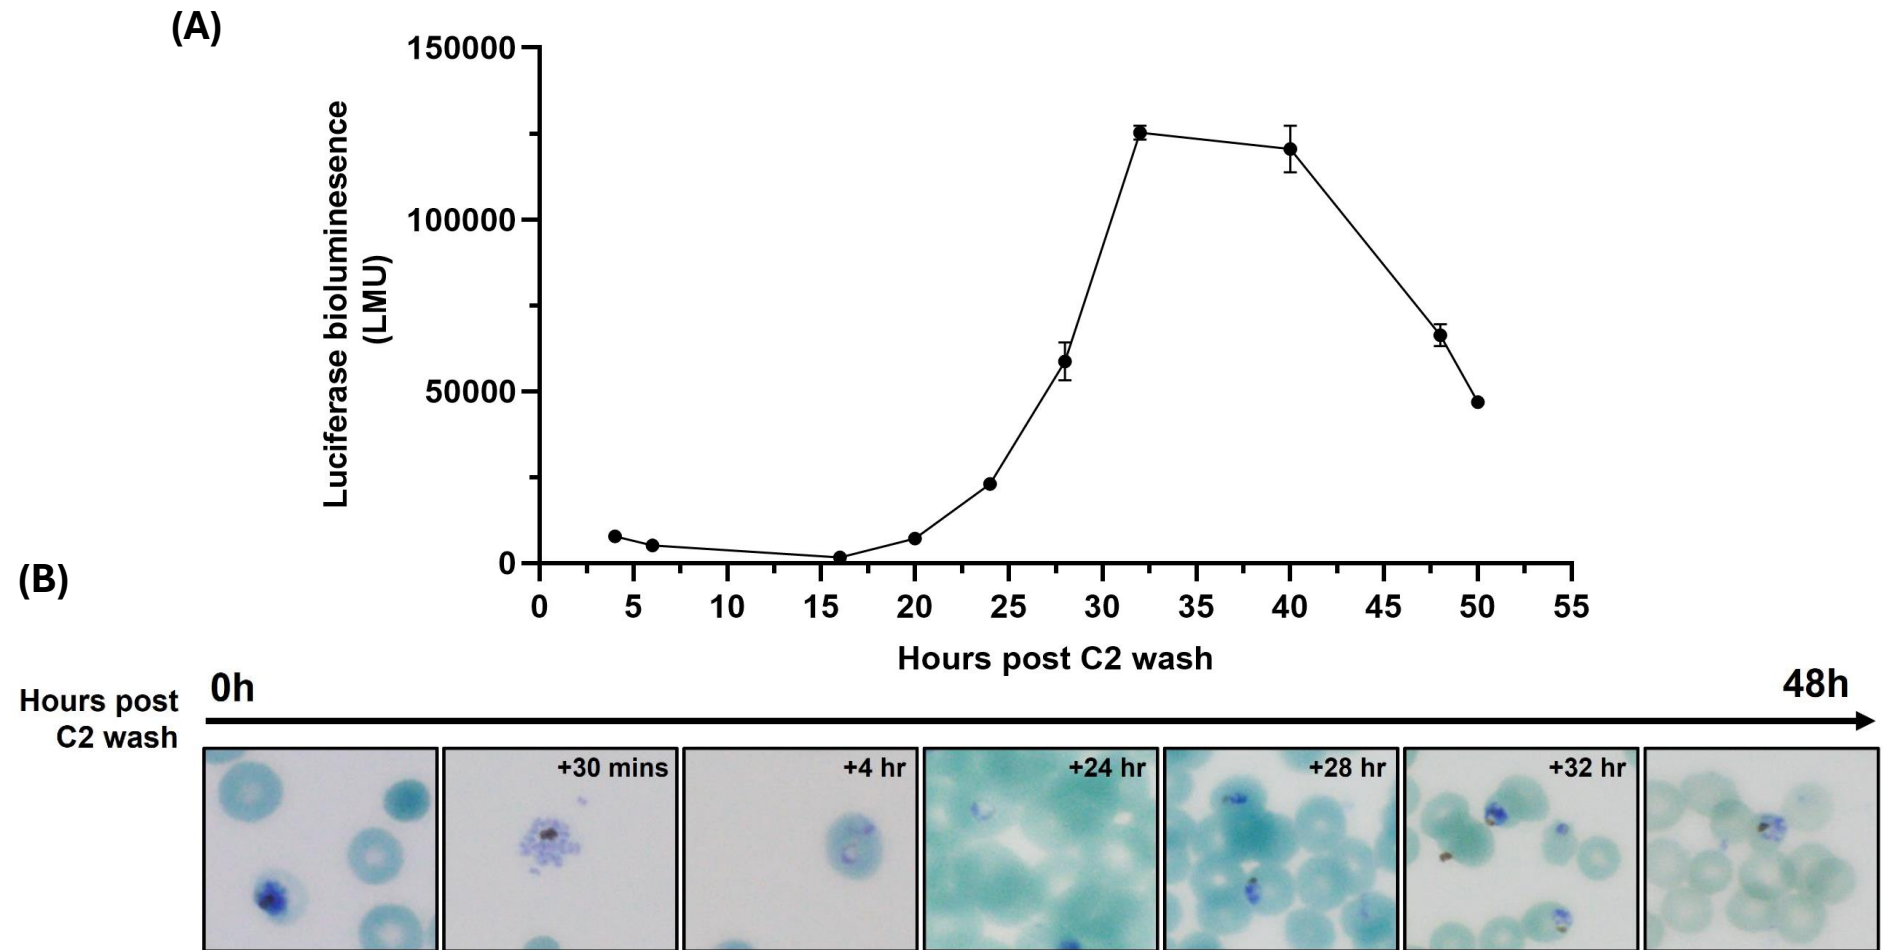 (A)
150000
100000
50000
0
Luciferase bioluminesence
(LMU)
0 5 10 15 20 25 30 35 40 45 50 55
Hours post C2 wash
(B)
Hours post
C2 wash
0h
48h
+30 mins
+4 hr
+24 hr
+28 hr
+32 hr